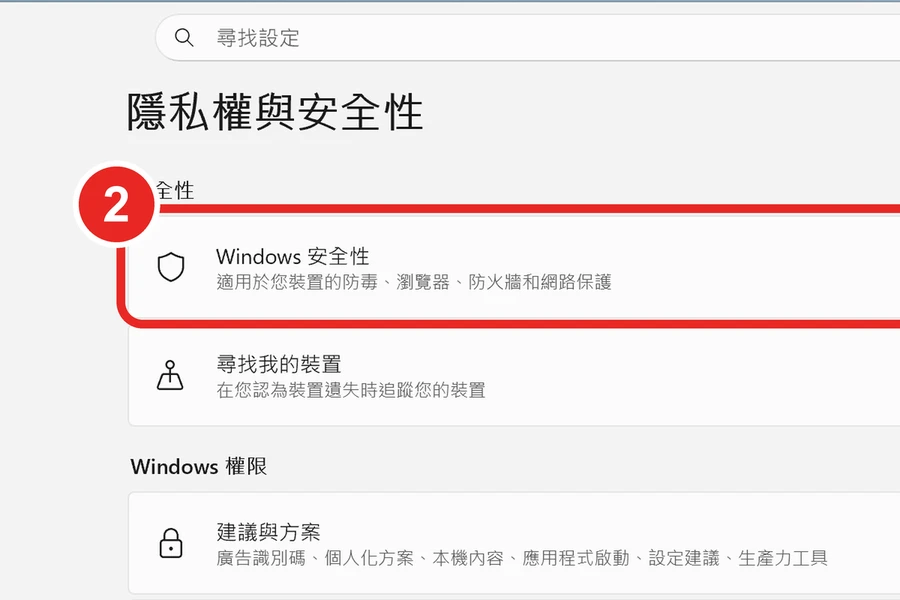 尋找設定
隱私權與安全性
2
全性
Windows 安全性
適用於您裝置的防毒、瀏覽器、防火牆和網路保護
尋找我的裝置
在您認為裝置遺失時追蹤您的裝置
Windows 權限
建議與方案
廣告識別碼、個人化方案、本機內容、應用程式啟動、設定建議、生產力工具